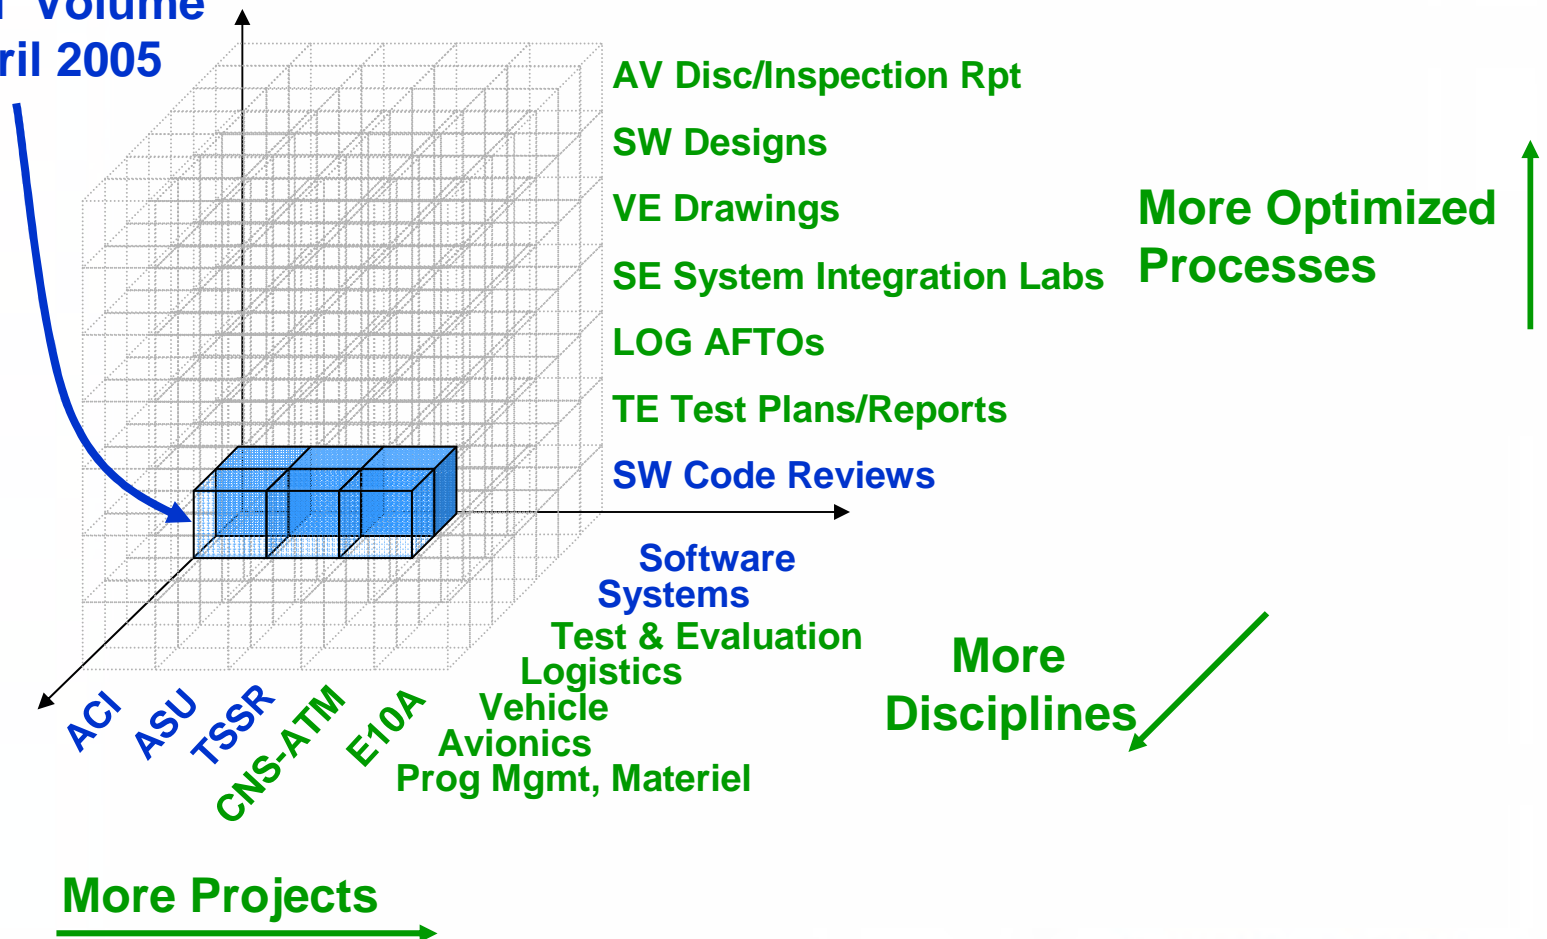 Volume
2005
AV Disc/Inspection Rpt
SW Designs
VE Drawings
SE System Integration Labs
LOG AFTOs
TE Test Plans/Reports
SW Code Reviews
More Optimized
Processes
Software
Systems
Test & Evaluation
Logistics
Vehicle
Avionics
Prog Mgmt, Materiel
More
Disciplines
ACI
ASU
TSSR
CNS-ATM
E10A
More Projects